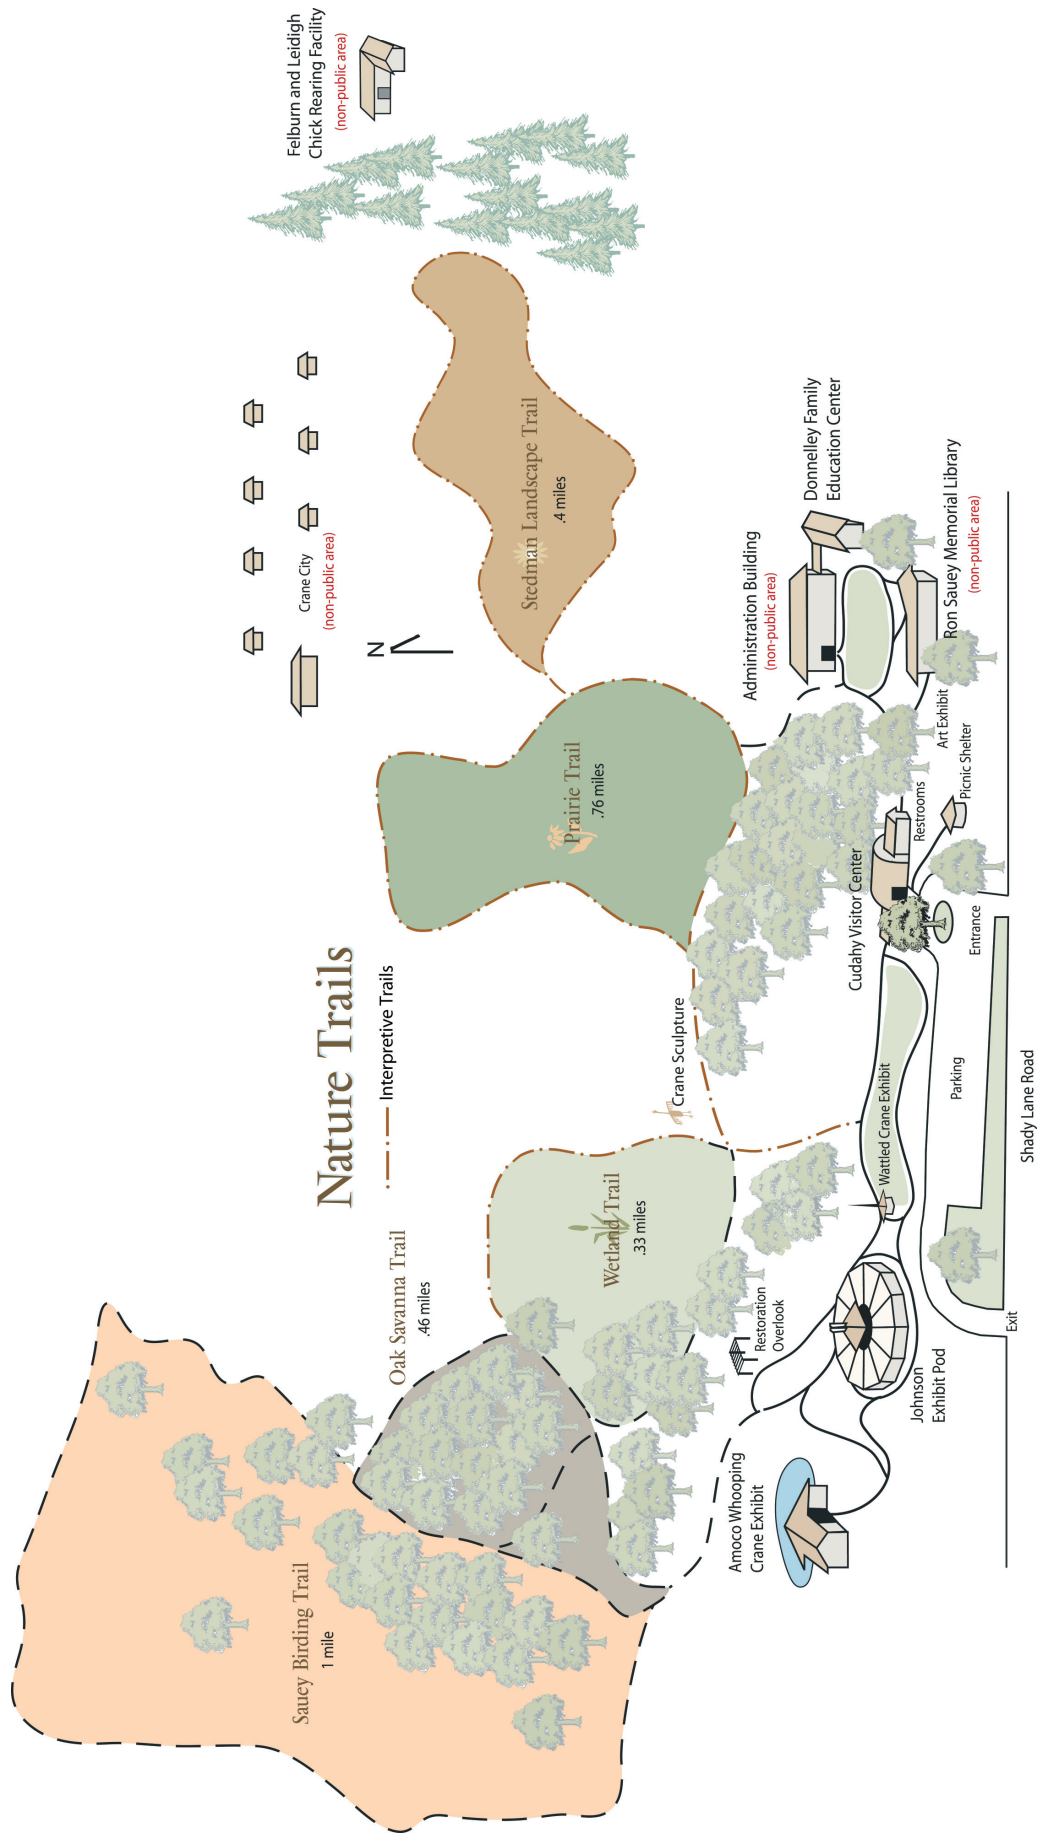 Nature Trails
Interpretive Trails
Sauey Birding Trail
1 mile
Oak Savanna Trail
.46 miles
Wetland Trail
.33 miles
Prairie Trail
.76 miles
Stedman Landscape Trail
.4 miles
N
Crane City
(non-public area)
Felburn and Leidigh
Chick Rearing Facility
(non-public area)
Crane Sculpture
Restoration
Overlook
Amoco Whooping
Crane Exhibit
Johnson
Exhibit Pod
Wattled Crane Exhibit
Cudahy Visitor Center
Restrooms
Picnic Shelter
Art Exhibit
Administration Building
(non-public area)
Donnelley Family
Education Center
Ron Sauey Memorial Library
(non-public area)
Parking
Entrance
Exit
Shady Lane Road